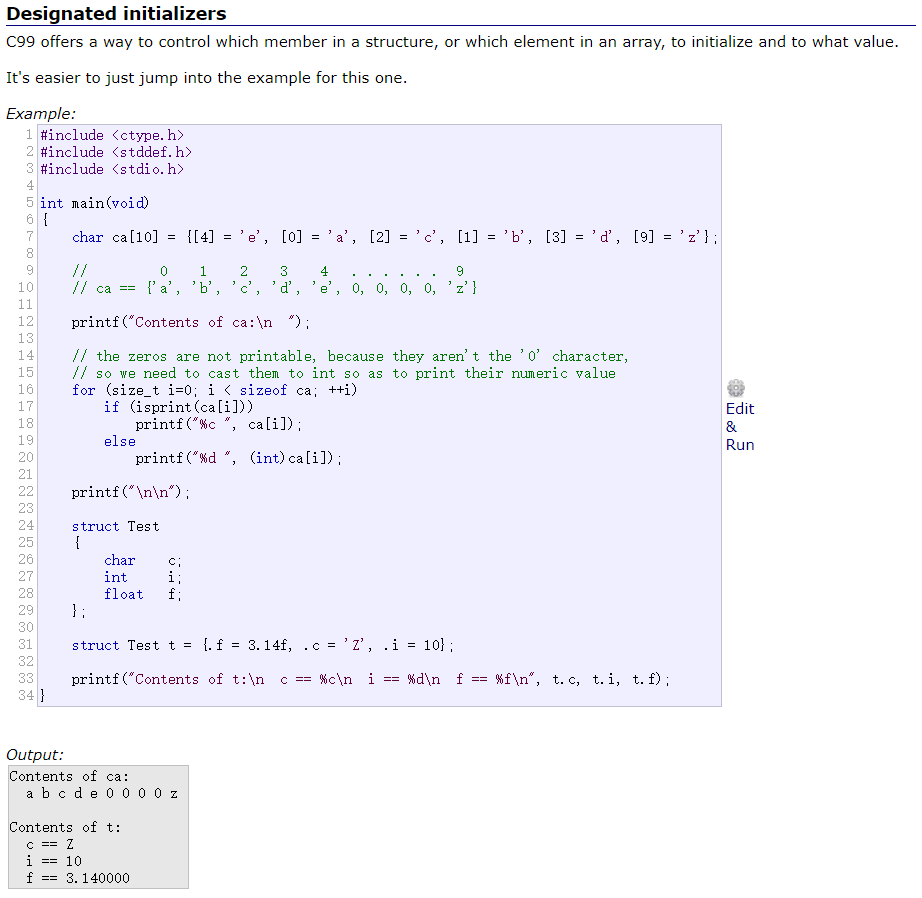 Designated initializers
C99 offers a way to control which member in a structure, or which element in an array, to initialize and to what value.
It's easier to just jump into the example for this one.
Example:
1 #include <ctype.h>
2 #include <stddef.h>
3 #include <stdio.h>
4
5 int main(void)
6 {
7     char ca[10] = {[4] = 'e', [0] = 'a', [2] = 'c', [1] = 'b', [3] = 'd', [9] = 'z'};
8
9     //         0    1    2    3    4   . . . . . .  9
10     // ca == {'a', 'b', 'c', 'd', 'e', 0, 0, 0, 0, 'z'}
11
12     printf("Contents of ca:\n  ");
13
14     // the zeros are not printable, because they aren't the '0' character,
15     // so we need to cast them to int so as to print their numeric value
16     for (size_t i=0; i < sizeof ca; ++i)
17         if (isprint(ca[i]))
18             printf("%c ", ca[i]);
19         else
20             printf("%d ", (int)ca[i]);
21
22     printf("\n\n");
23
24     struct Test
25     {
26         char    c;
27         int     i;
28         float   f;
29     };
30
31     struct Test t = {.f = 3.14f, .c = 'Z', .i = 10};
32
33     printf("Contents of t:\n  c == %c\n  i == %d\n  f == %f\n", t.c, t.i, t.f);
34 }
Edit
&
Run
Output:
Contents of ca:
  a b c d e 0 0 0 0 z
Contents of t:
  c == Z
  i == 10
  f == 3.140000